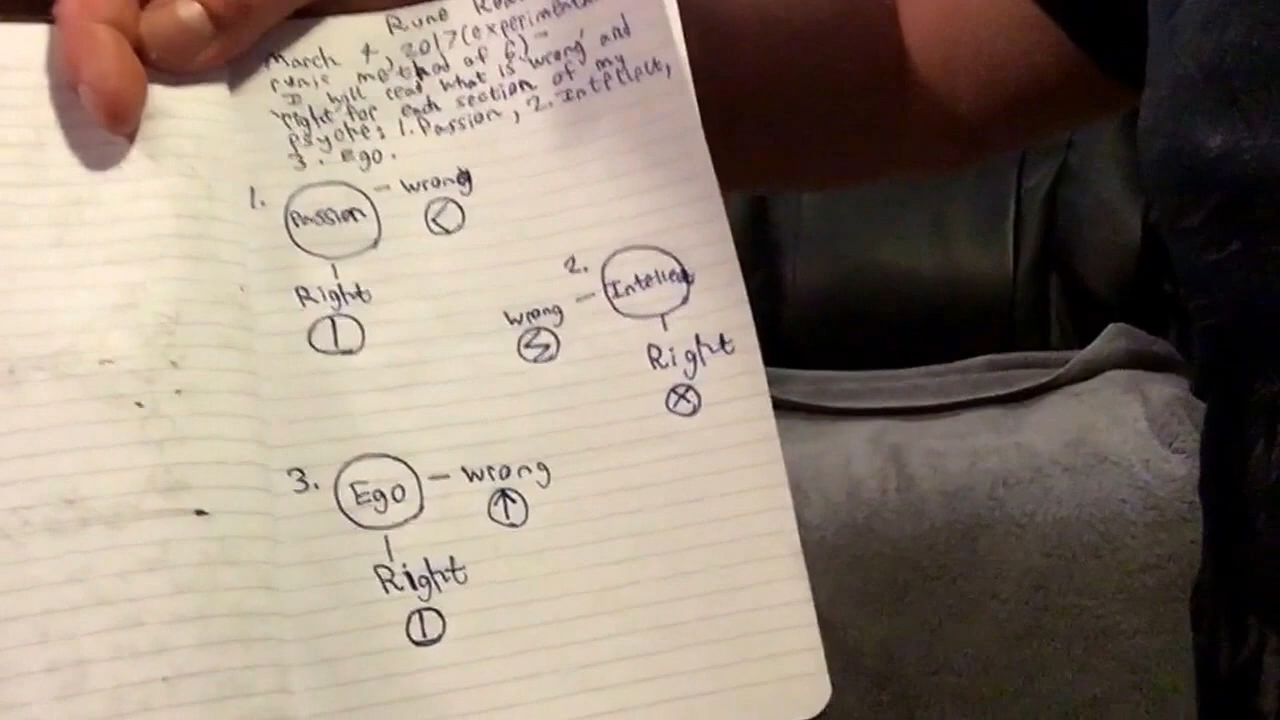 Rune
March 4, 2017 (experimental
runic method of 6) -
I will read what is 'wrong' and
'right' for each section of my
psyche: 1. Passion, 2. Intellect,
3. Ego.
1. Passion - wrong
<
Right
|
2. Intellect
wrong -
Right
X
3. Ego - wrong
↑
Right
|